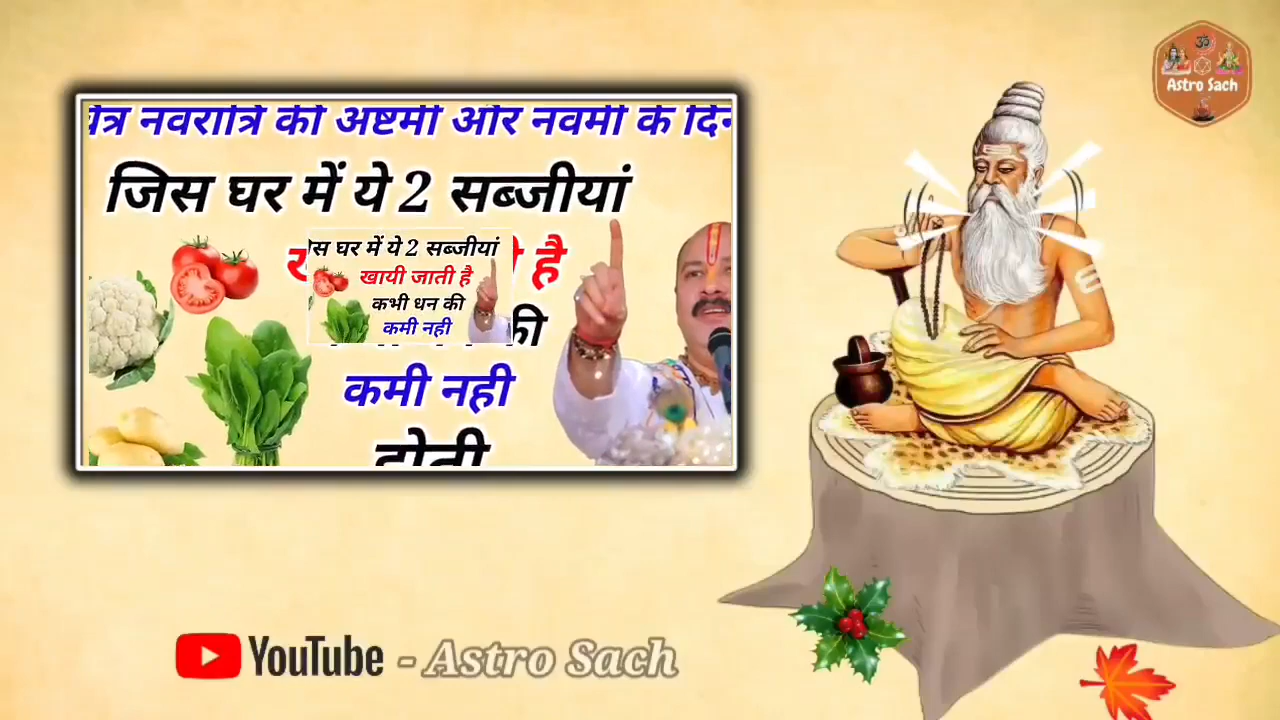 चैत्र नवरात्रि की अष्टमी और नवमी के दिन
जिस घर में ये 2 सब्जीयां
है
की
कमी नही
होती
घर में ये 2 सब्जीयां
खायी जाती है
कभी धन की
कमी नही
Astro Sach
YouTube - Astro Sach